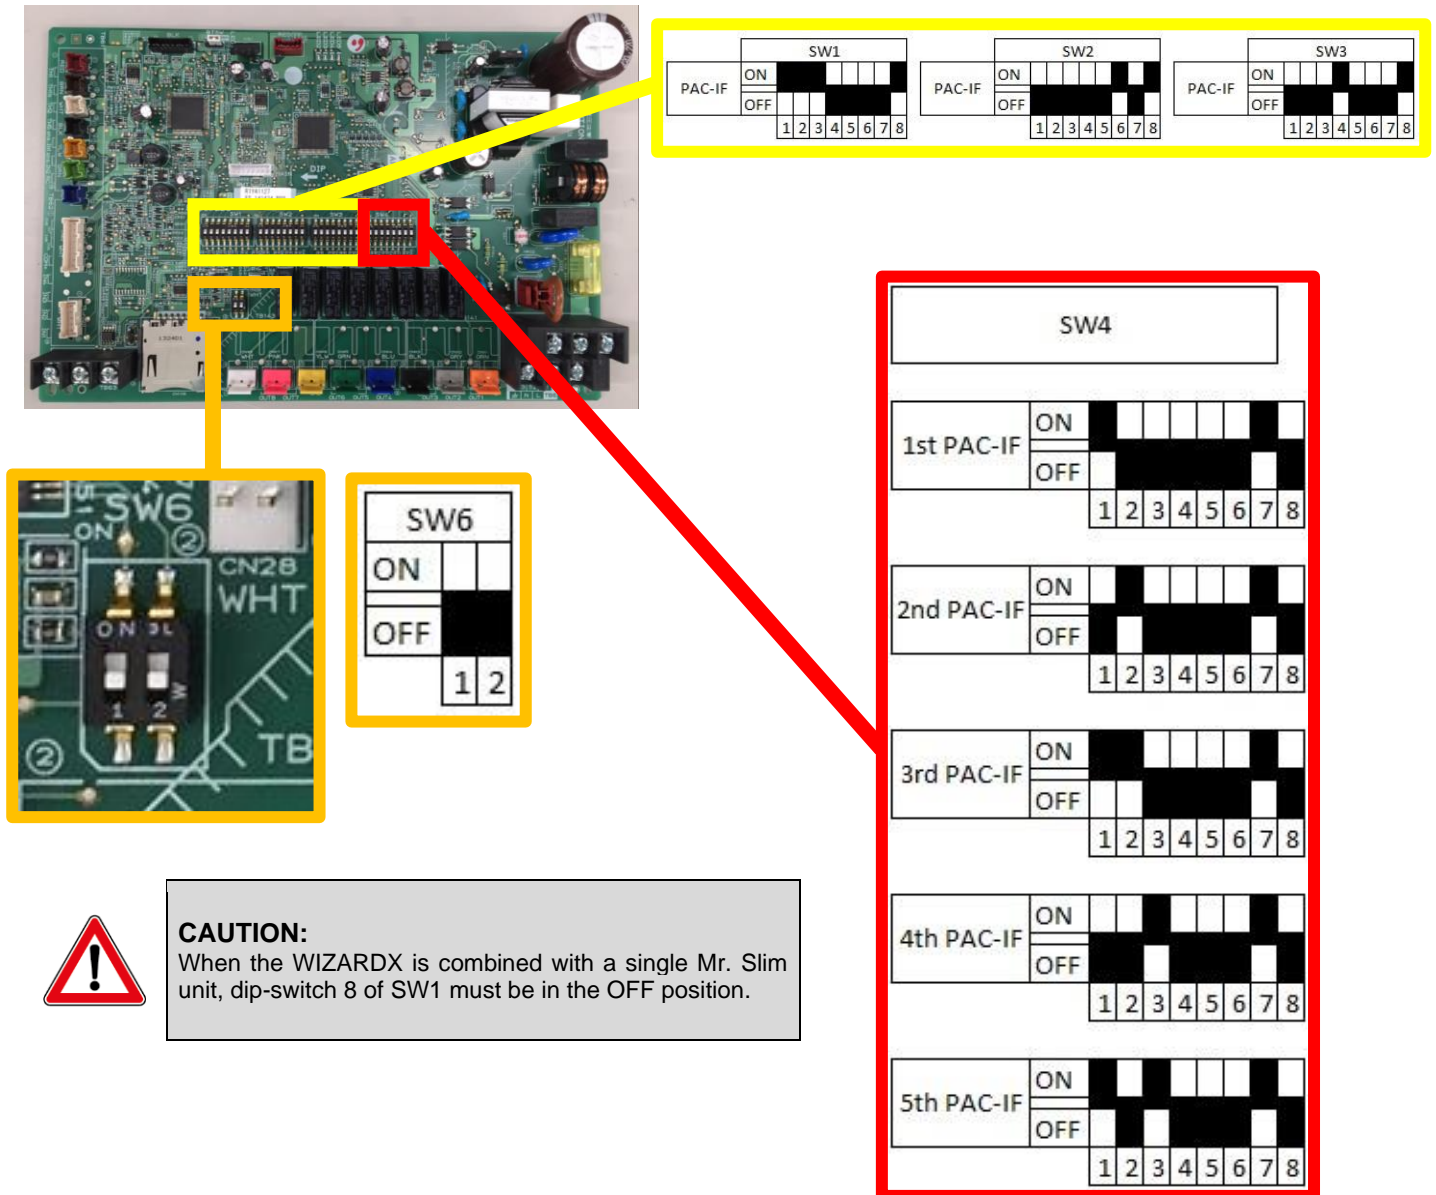 SW1
PAC-IF
ON
OFF
1 2 3 4 5 6 7 8
SW2
PAC-IF
ON
OFF
1 2 3 4 5 6 7 8
SW3
PAC-IF
ON
OFF
1 2 3 4 5 6 7 8
DIP
SW4
1st PAC-IF
ON
OFF
1 2 3 4 5 6 7 8
2nd PAC-IF
ON
OFF
1 2 3 4 5 6 7 8
3rd PAC-IF
ON
OFF
1 2 3 4 5 6 7 8
4th PAC-IF
ON
OFF
1 2 3 4 5 6 7 8
5th PAC-IF
ON
OFF
1 2 3 4 5 6 7 8
SW6
ON
②
CN28
WHT
ON
1 2
②
TB
SW6
ON
OFF
1 2
CAUTION:
When the WIZARDX is combined with a single Mr. Slim
unit, dip-switch 8 of SW1 must be in the OFF position.